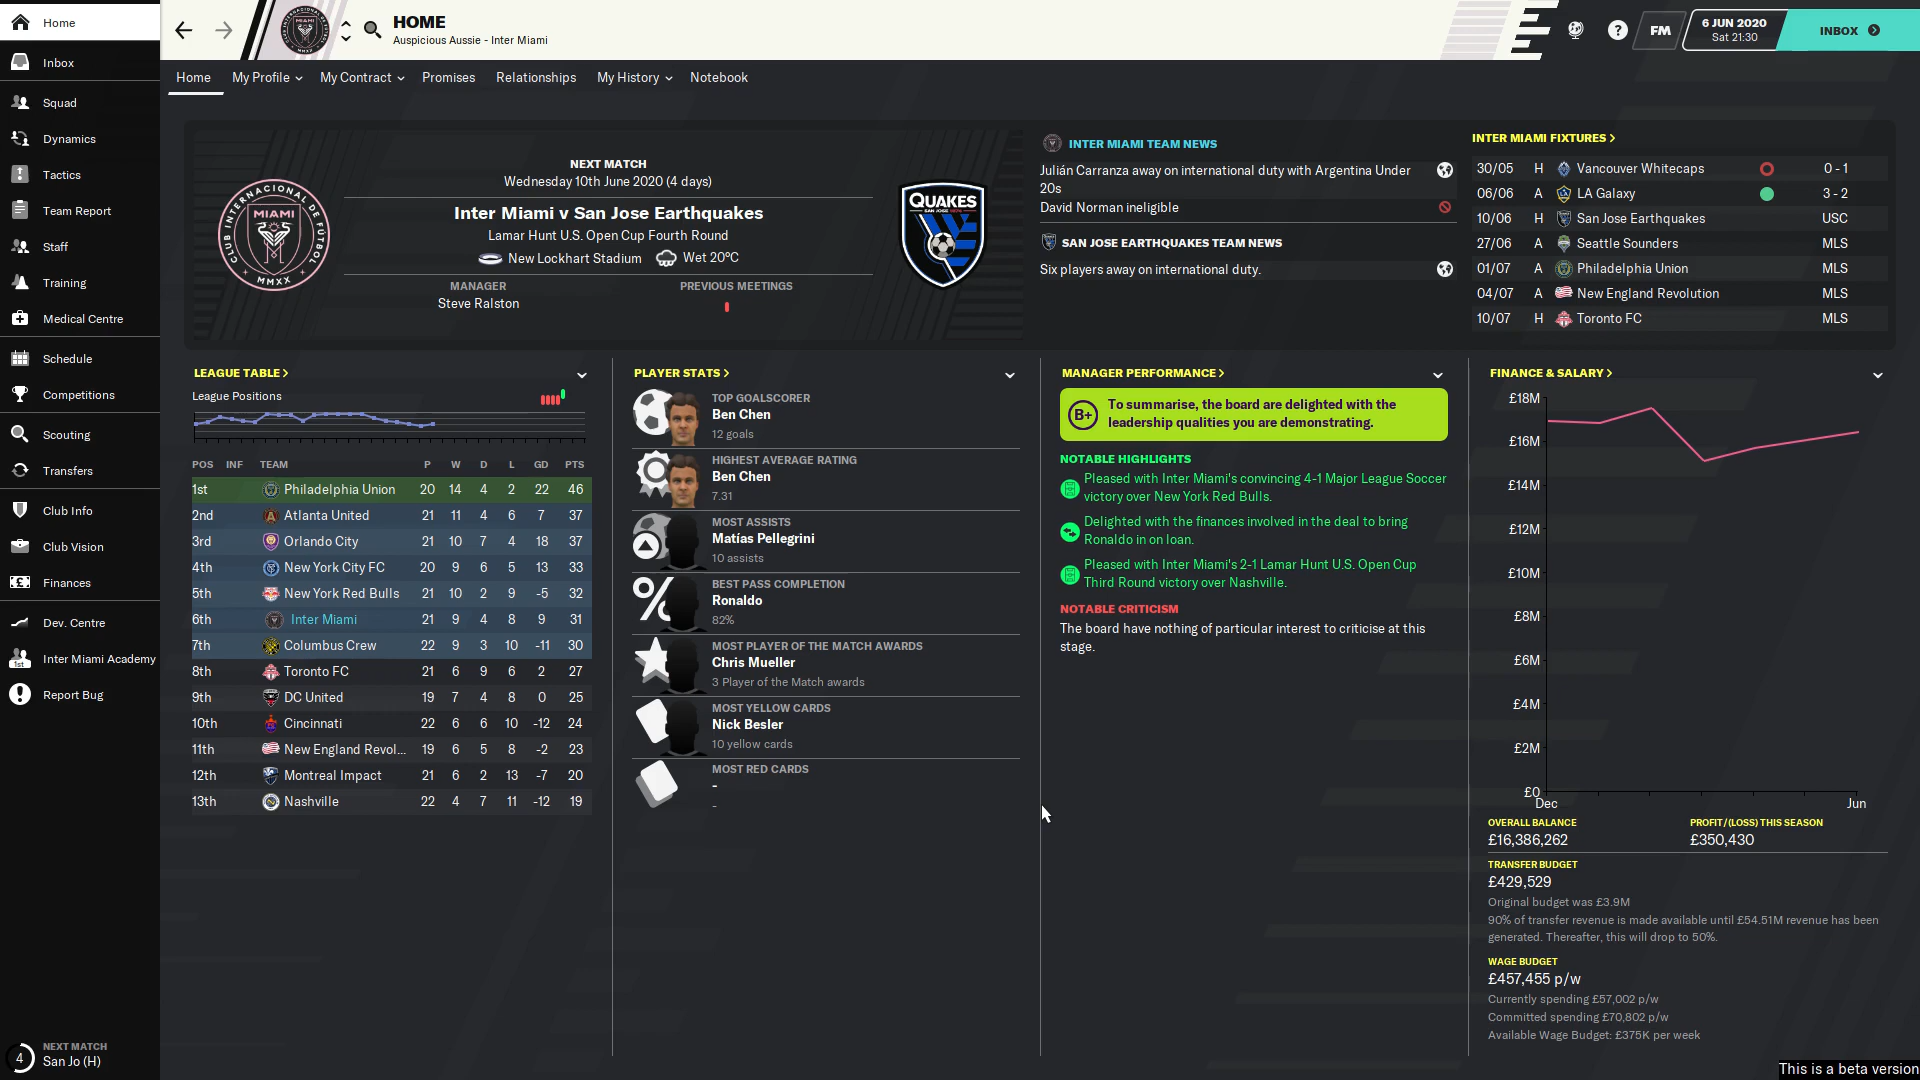 Home
Inbox
Squad
Dynamics
Tactics
Team Report
Staff
Training
Medical Centre
Schedule
Competitions
Scouting
Transfers
Club Info
Club Vision
Finances
Dev. Centre
1st
Inter Miami Academy
Report Bug
4
NEXT MATCH
San Jo (H)
HOME
Auspicious Aussie - Inter Miami
?
FM
6 JUN 2020
Sat 21:30
INBOX
Home My Profile My Contract Promises Relationships My History Notebook
CLUB INTERNACIONAL DE FÚTBOL
MIAMI
MMXX
NEXT MATCH
Wednesday 10th June 2020 (4 days)
Inter Miami v San Jose Earthquakes
Lamar Hunt U.S. Open Cup Fourth Round
New Lockhart Stadium Wet 20°C
MANAGER
Steve Ralston
PREVIOUS MEETINGS
QUAKES
INTER MIAMI TEAM NEWS
Julián Carranza away on international duty with Argentina Under
20s
David Norman ineligible
SAN JOSE EARTHQUAKES TEAM NEWS
Six players away on international duty.
INTER MIAMI FIXTURES >
30/05 H Vancouver Whitecaps 0 - 1
06/06 A LA Galaxy 3 - 2
10/06 H San Jose Earthquakes USC
27/06 A Seattle Sounders MLS
01/07 A Philadelphia Union MLS
04/07 A New England Revolution MLS
10/07 H Toronto FC MLS
LEAGUE TABLE >
League Positions
POS INF TEAM P W D L GD PTS
1st Philadelphia Union 20 14 4 2 22 46
2nd Atlanta United 21 11 4 6 7 37
3rd Orlando City 21 10 7 4 18 37
4th New York City FC 20 9 6 5 13 33
5th New York Red Bulls 21 10 2 9 -5 32
6th Inter Miami 21 9 4 8 9 31
7th Columbus Crew 22 9 3 10 -11 30
8th Toronto FC 21 6 9 6 2 27
9th DC United 19 7 4 8 0 25
10th Cincinnati 22 6 6 10 -12 24
11th New England Revol... 19 6 5 8 -2 23
12th Montreal Impact 21 6 2 13 -7 20
13th Nashville 22 4 7 11 -12 19
PLAYER STATS >
TOP GOALSCORER
Ben Chen
12 goals
HIGHEST AVERAGE RATING
Ben Chen
7.31
MOST ASSISTS
Matías Pellegrini
10 assists
BEST PASS COMPLETION
Ronaldo
82%
MOST PLAYER OF THE MATCH AWARDS
Chris Mueller
3 Player of the Match awards
MOST YELLOW CARDS
Nick Besler
10 yellow cards
MOST RED CARDS
-
-
MANAGER PERFORMANCE >
B+
To summarise, the board are delighted with the
leadership qualities you are demonstrating.
NOTABLE HIGHLIGHTS
Pleased with Inter Miami's convincing 4-1 Major League Soccer
victory over New York Red Bulls.
Delighted with the finances involved in the deal to bring
Ronaldo in on loan.
Pleased with Inter Miami's 2-1 Lamar Hunt U.S. Open Cup
Third Round victory over Nashville.
NOTABLE CRITICISM
The board have nothing of particular interest to criticise at this
stage.
FINANCE & SALARY >
£18M
£16M
£14M
£12M
£10M
£8M
£6M
£4M
£2M
£0
Dec Jun
OVERALL BALANCE
£16,386,262
PROFIT/(LOSS) THIS SEASON
£350,430
TRANSFER BUDGET
£429,529
Original budget was £3.9M
90% of transfer revenue is made available until £54.51M revenue has been
generated. Thereafter, this will drop to 50%.
WAGE BUDGET
£457,455 p/w
Currently spending £57,002 p/w
Committed spending £70,802 p/w
Available Wage Budget: £375K per week
This is a beta version